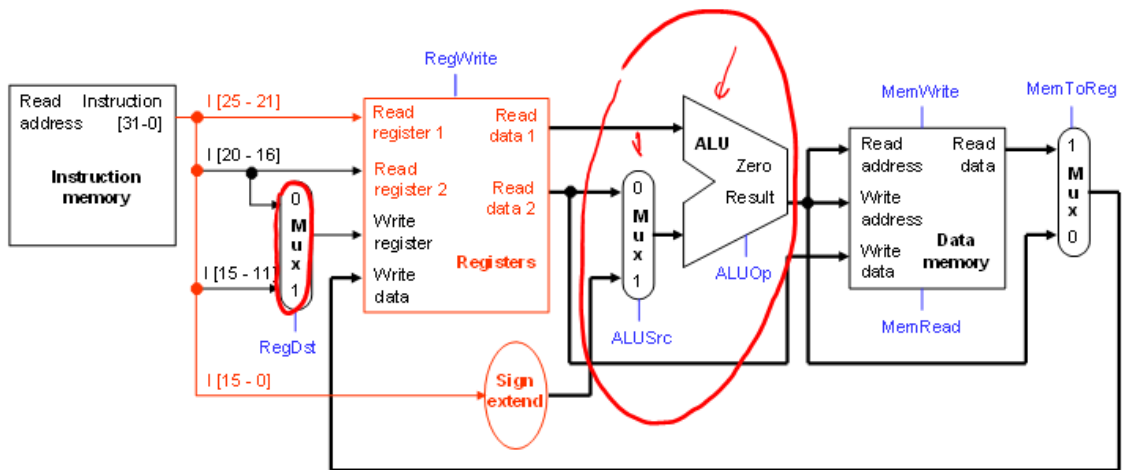 Read Instruction
address [31-0]
Instruction
memory
I [25 - 21]
I [20 - 16]
I [15 - 11]
I [15 - 0]
0
M
u
x
1
RegDst
RegWrite
Read
register 1
Read
data 1
Read
register 2
Read
data 2
Write
register
Registers
Write
data
Sign
extend
0
M
u
x
1
ALUSrc
ALU
Zero
Result
ALUOp
MemWrite
Read
address
Read
data
Write
address
Write
data
Data
memory
MemRead
MemToReg
1
M
u
x
0